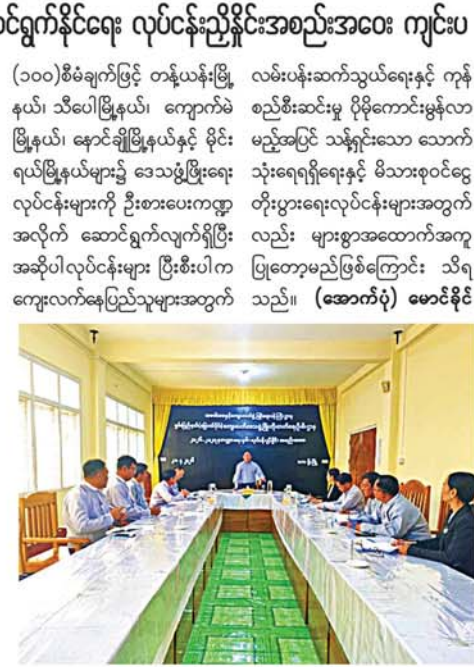 င်ရွက်နိုင်ရေး လုပ်ငန်းညှိနှိုင်းအစည်းအဝေး ကျင်းပ
(၁၀၀)စီမံချက်ဖြင့် တန့်ယန်းမြို့
နယ်၊ သီပေါမြို့နယ်၊ ကျောက်မဲ
မြို့နယ်၊ နောင်ချိုမြို့နယ်နှင့် မိုင်း
ရယ်မြို့နယ်များ၌ ဒေသဖွံ့ဖြိုးရေး
လုပ်ငန်းများကို ဦးစားပေးကဏ္ဍ
အလိုက် ဆောင်ရွက်လျက်ရှိပြီး
အဆိုပါလုပ်ငန်းများ ပြီးစီးပါက
ကျေးလက်နေပြည်သူများအတွက်
လမ်းပန်းဆက်သွယ်ရေးနှင့် ကုန်
စည်စီးဆင်းမှု ပိုမိုကောင်းမွန်လာ
မည့်အပြင် သန့်ရှင်းသော သောက်
သုံးရေရရှိရေးနှင့် မိသားစုဝင်ငွေ
တိုးပွားရေးလုပ်ငန်းများအတွက်
လည်း များစွာအထောက်အကူ
ပြုတော့မည်ဖြစ်ကြောင်း သိရ
သည်။ (အောက်ပုံ) မောင်ခိုင်